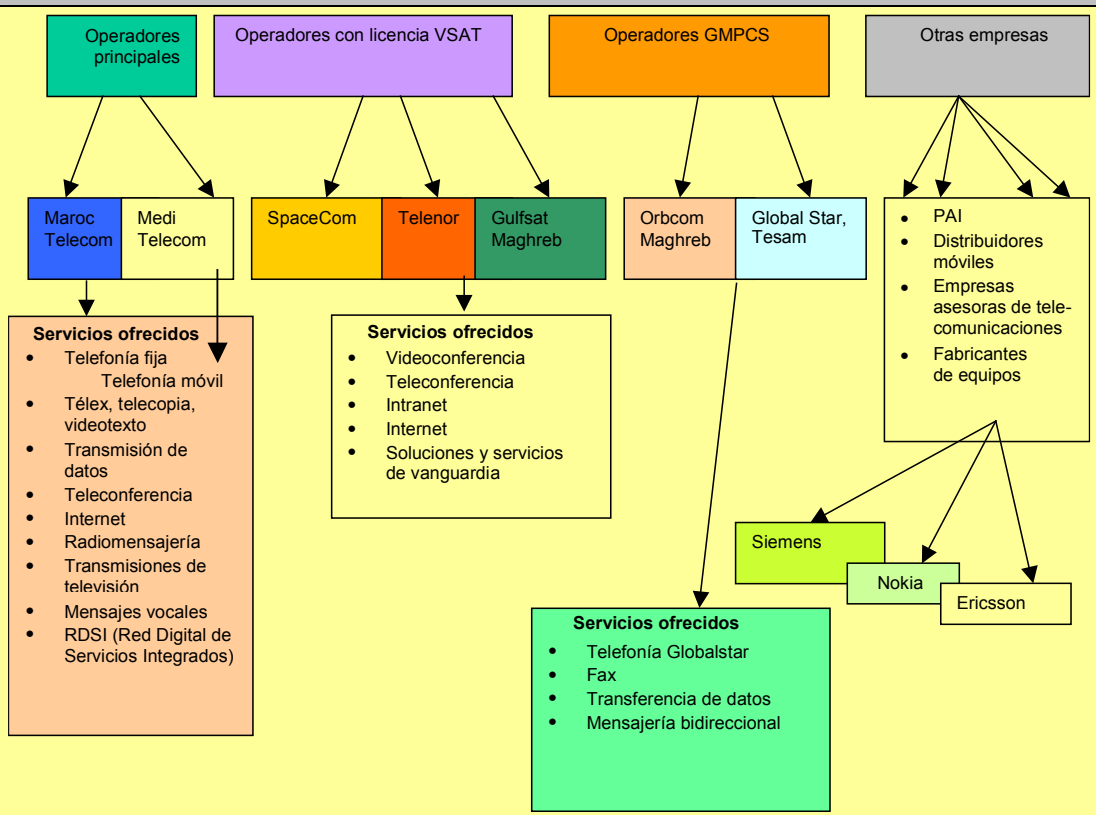 Operadores
principales
Operadores con licencia VSAT
Operadores GMPCS
Otras empresas
Maroc
Telecom
Medi
Telecom
SpaceCom
Telenor
Gulfsat
Maghreb
Orbcom
Maghreb
Global Star,
Tesam
• PAI
• Distribuidores
móviles
• Empresas
asesoras de tele-
comunicaciones
• Fabricantes
de equipos
Servicios ofrecidos
• Telefonía fija
Telefonía móvil
• Télex, telecopia,
videotexto
• Transmisión de
datos
• Teleconferencia
• Internet
• Radiomensajería
• Transmisiones de
televisión
• Mensajes vocales
• RDSI (Red Digital de
Servicios Integrados)
Servicios ofrecidos
• Videoconferencia
• Teleconferencia
• Intranet
• Internet
• Soluciones y servicios
de vanguardia
Siemens
Nokia
Ericsson
Servicios ofrecidos
• Telefonía Globalstar
• Fax
• Transferencia de datos
• Mensajería bidireccional